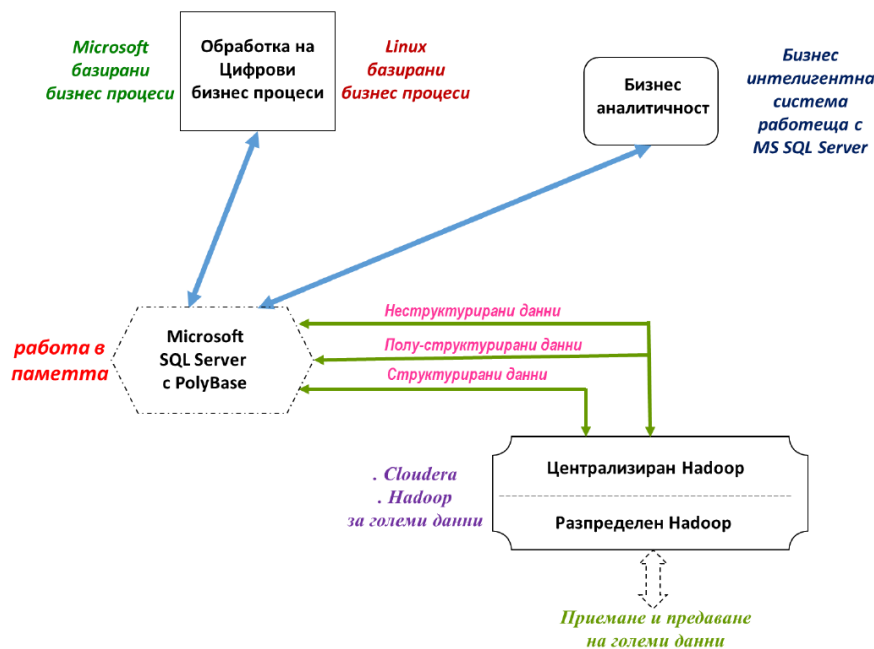 Microsoft
базирани
бизнес процеси
Обработка на
Цифрови
бизнес процеси
Linux
базирани
бизнес процеси
Бизнес
аналитичност
Бизнес
интелигентна
система
работеща с
MS SQL Server
работа в
паметта
Microsoft
SQL Server
с PolyBase
Неструктурирани данни
Полу-структурирани данни
Структурирани данни
. Cloudera
. Hadoop
за големи данни
Централизиран Hadoop
Разпределен Hadoop
Приемане и предаване
на големи данни